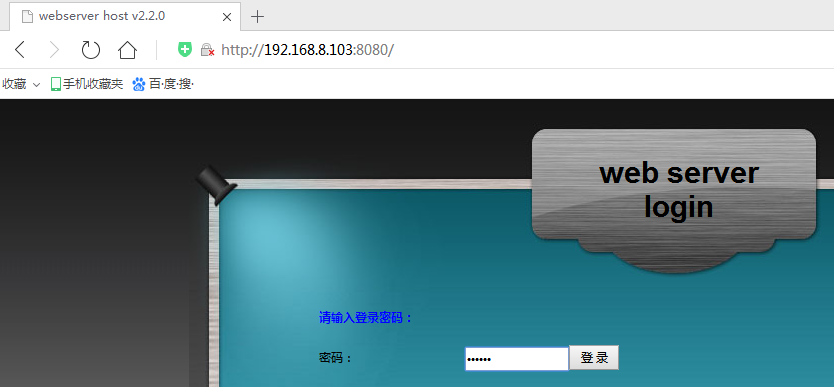 webserver host v2.2.0
http://192.168.8.103:8080/
收藏 手机收藏夹 百·度·搜·
web server
login
请输入登录密码：
密码： •••••• 登 录